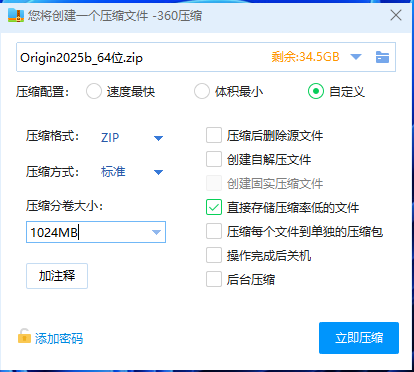 您将创建一个压缩文件 -360压缩
Origin2025b_64位.zip 剩余:34.5GB
压缩配置: 速度最快 体积最小 自定义
压缩格式: ZIP
压缩后删除源文件
创建自解压文件
压缩方式: 标准
创建固实压缩文件
压缩分卷大小:
直接存储压缩率低的文件
1024MB
压缩每个文件到单独的压缩包
操作完成后关机
加注释
后台压缩
添加密码
立即压缩